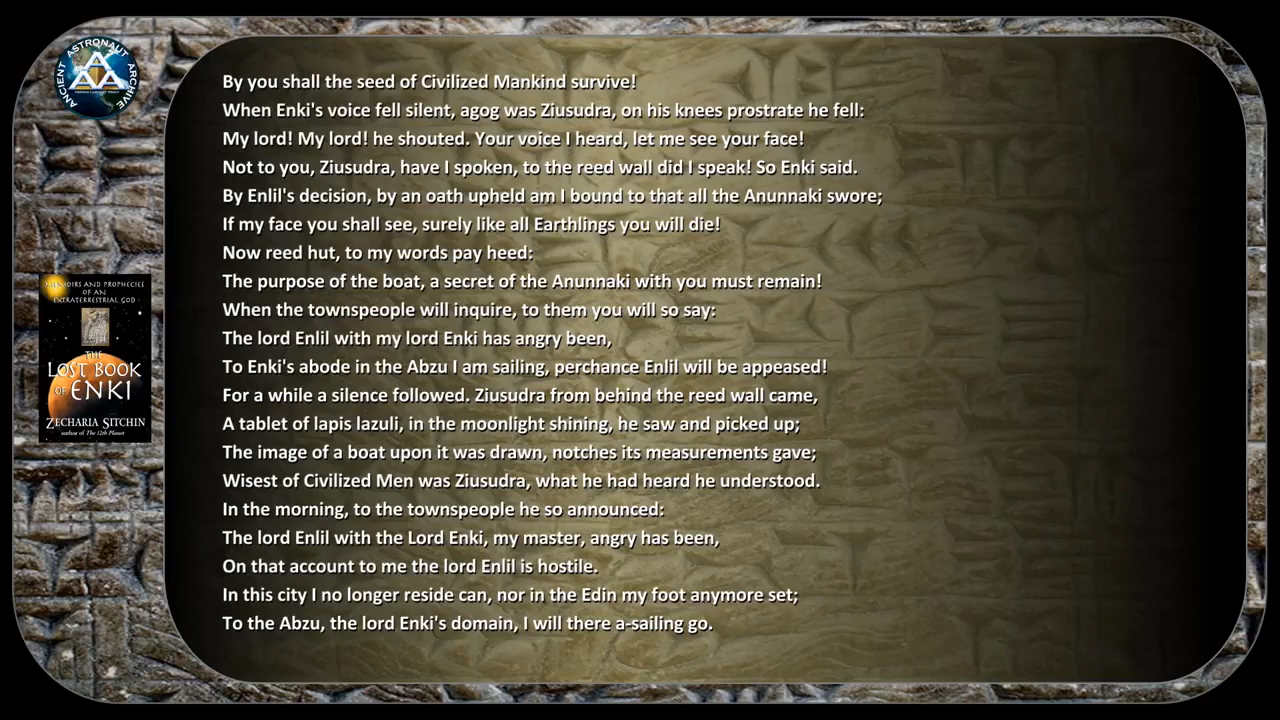 ANCIENT ASTRONAUT ARCHIVE
By you shall the seed of Civilized Mankind survive!
When Enki's voice fell silent, agog was Ziusudra, on his knees prostrate he fell:
My lord! My lord! he shouted. Your voice I heard, let me see your face!
Not to you, Ziusudra, have I spoken, to the reed wall did I speak! So Enki said.
By Enlil's decision, by an oath upheld am I bound to that all the Anunnaki swore;
If my face you shall see, surely like all Earthlings you will die!
Now reed hut, to my words pay heed:
The purpose of the boat, a secret of the Anunnaki with you must remain!
When the townspeople will inquire, to them you will so say:
The lord Enlil with my lord Enki has angry been,
To Enki's abode in the Abzu I am sailing, perchance Enlil will be appeased!
For a while a silence followed. Ziusudra from behind the reed wall came,
A tablet of lapis lazuli, in the moonlight shining, he saw and picked up;
The image of a boat upon it was drawn, notches its measurements gave;
Wisest of Civilized Men was Ziusudra, what he had heard he understood.
In the morning, to the townspeople he so announced:
The lord Enlil with the Lord Enki, my master, angry has been,
On that account to me the lord Enlil is hostile.
In this city I no longer reside can, nor in the Edin my foot anymore set;
To the Abzu, the lord Enki's domain, I will there a-sailing go.
MEMOIRS AND PROPHECIES
OF AN
EXTRATERRESTRIAL GOD
THE
LOST BOOK
OF ENKI
ZECHARIA SITCHIN
author of The 12th Planet